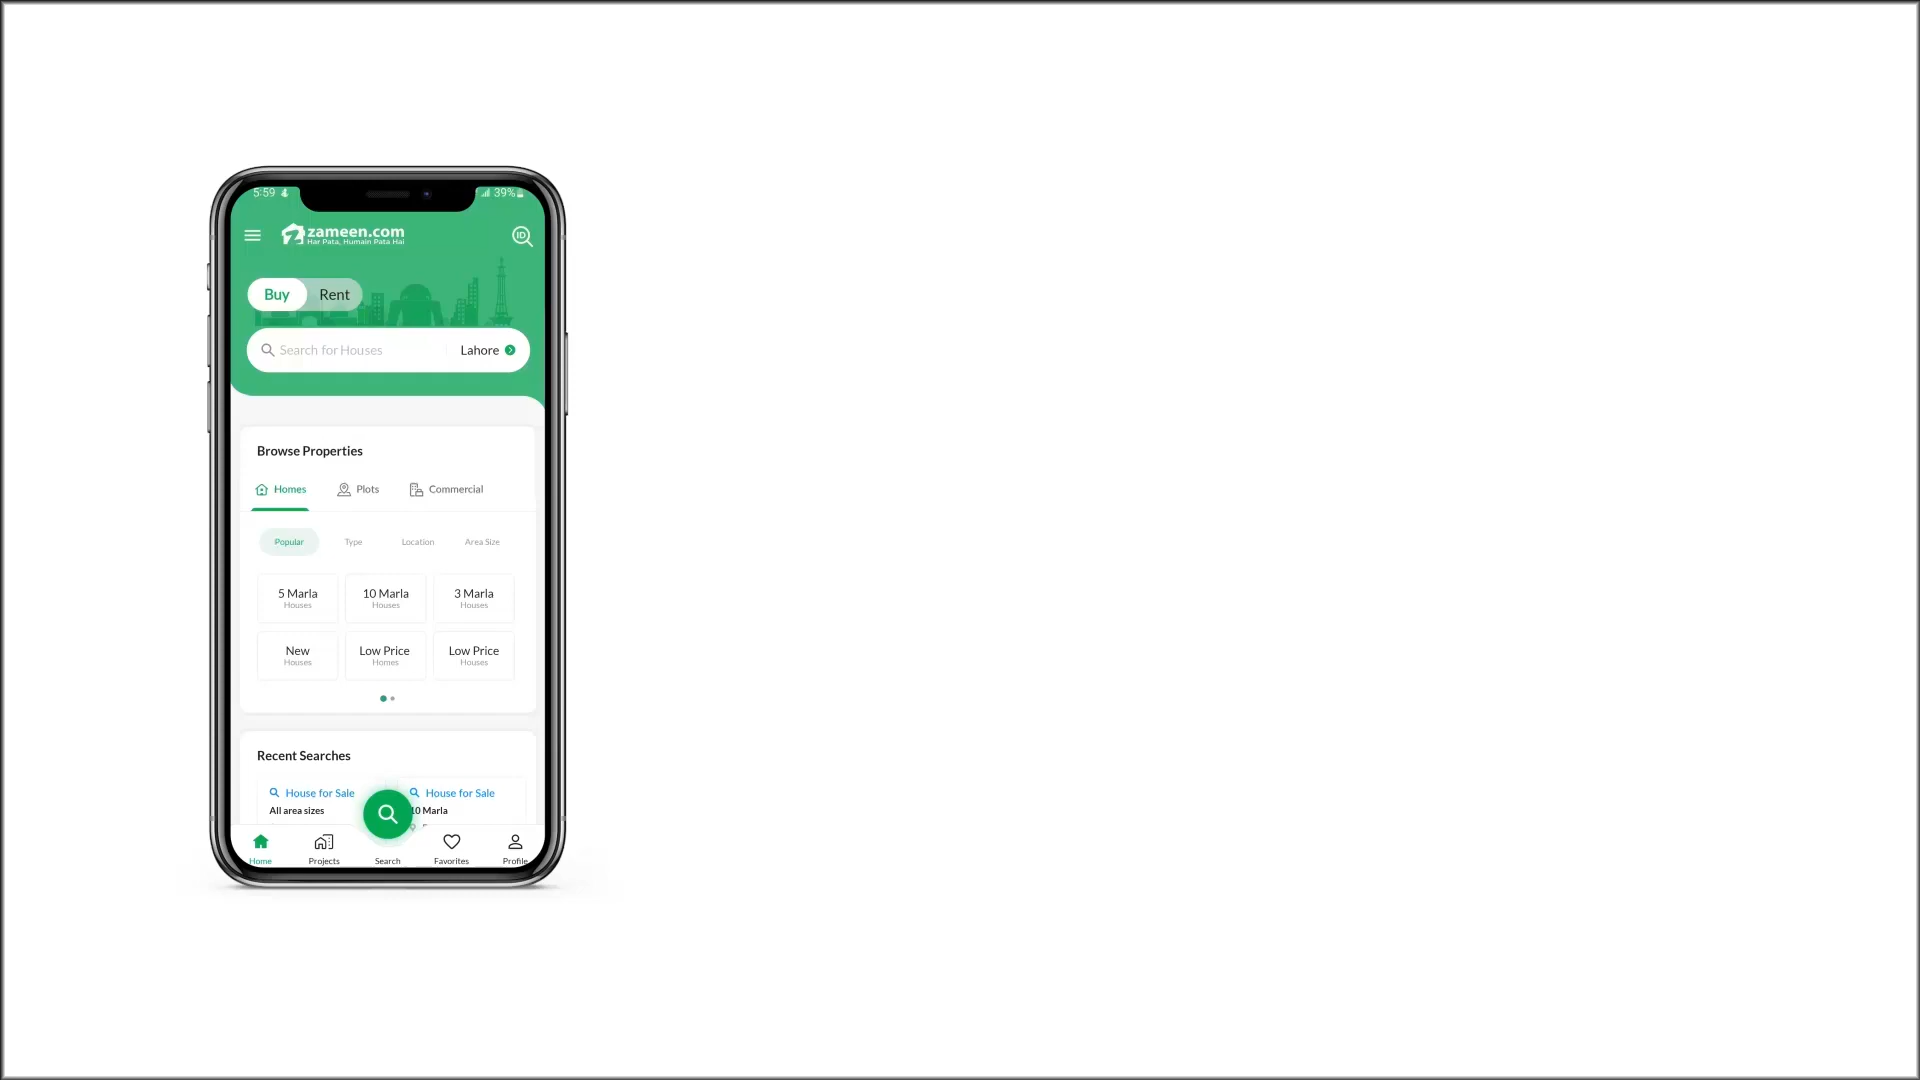 5:59
39%
zameen.com
Har Pata, Humain Pata Hai
ID
Buy Rent
Search for Houses Lahore
Browse Properties
Homes Plots Commercial
Popular Type Location Area Size
5 Marla 10 Marla 3 Marla
Houses Houses Houses
New Low Price Low Price
Houses Homes Houses
Recent Searches
House for Sale House for Sale
All area sizes 10 Marla
Home Projects Search Favorites Profile